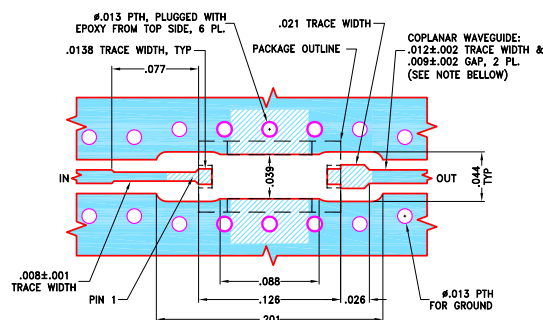 ø.013 PTH, PLUGGED WITH
EPOXY FROM TOP SIDE, 6 PL.
.0138 TRACE WIDTH, TYP
.077
.021 TRACE WIDTH
PACKAGE OUTLINE
COPLANAR WAVEGUIDE:
.012±.002 TRACE WIDTH &
.009±.002 GAP, 2 PL.
(SEE NOTE BELLOW)
IN
.039
OUT
.044
TYP
.008±.001
TRACE WIDTH
PIN 1
.088
.126
.026
.201
ø.013 PTH
FOR GROUND